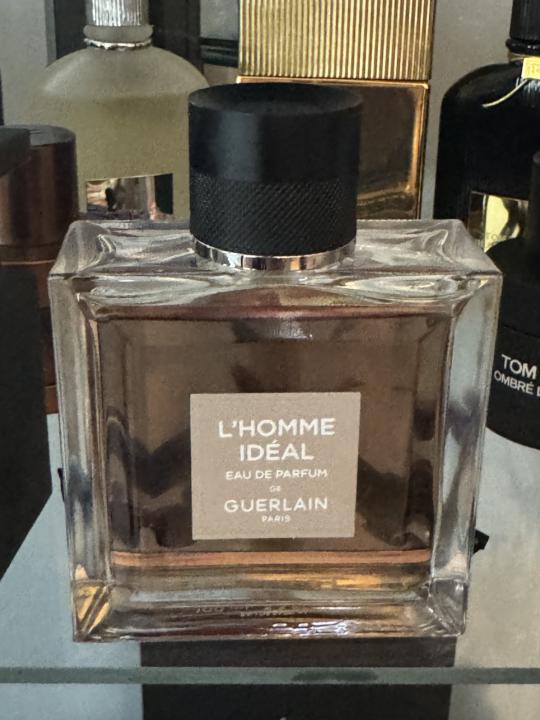 L'HOMME
IDÉAL
EAU DE PARFUM
DE
GUERLAIN
PARIS
TOM
OMBRÉ